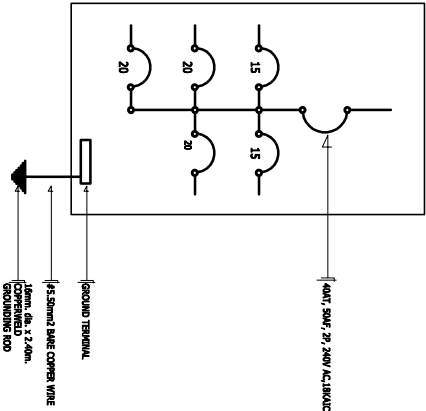 15
20
20
15
20
40AT, 50AF, 2P, 240V AC,18KAIC
GROUND TERMINAL
#5.50mm2 BARE COPPER WIRE
16mm. dia. x 2.40m.
COPPERWELD
GROUNDING ROD